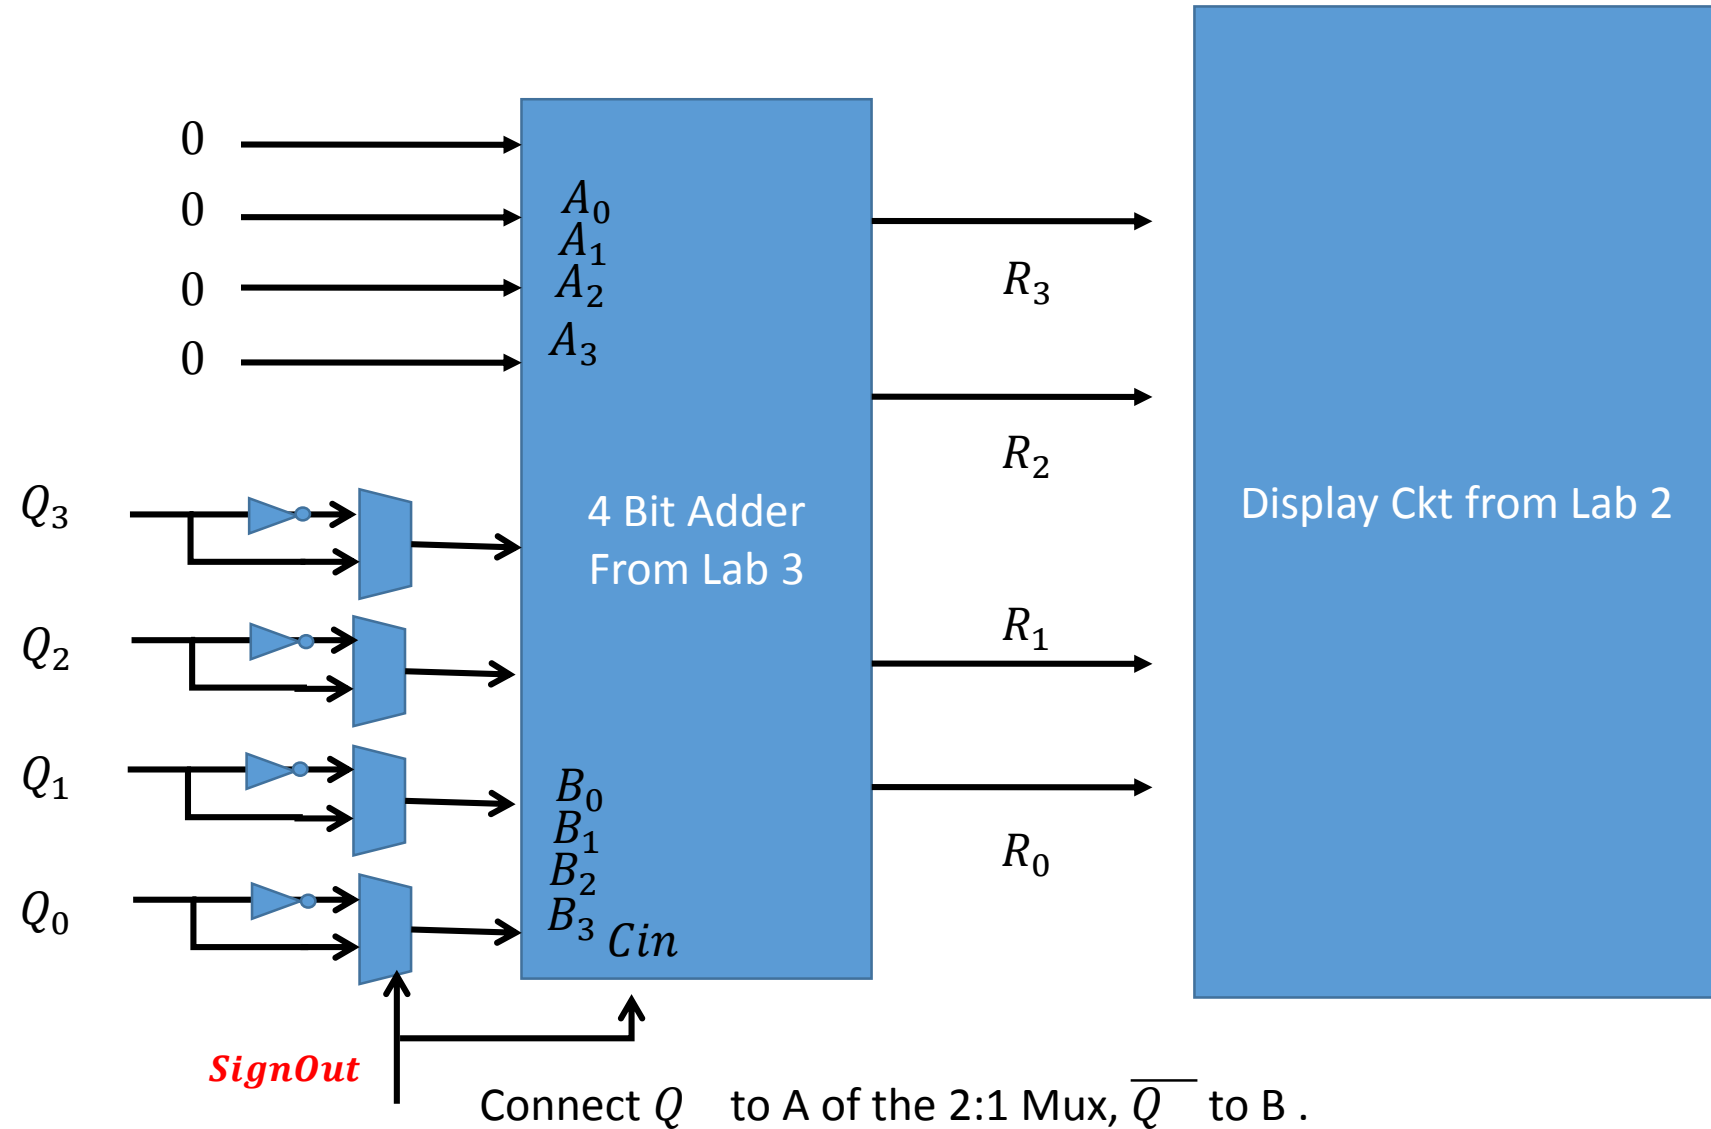 0
0
0
0
A₀
A₁
A₂
A₃
Q₃
Q₂
Q₁
Q₀
4 Bit Adder
From Lab 3
B₀
B₁
B₂
B₃
Cin
R₃
R₂
R₁
R₀
Display Ckt from Lab 2
SignOut
Connect Q to A of the 2:1 Mux, Q̅ to B .